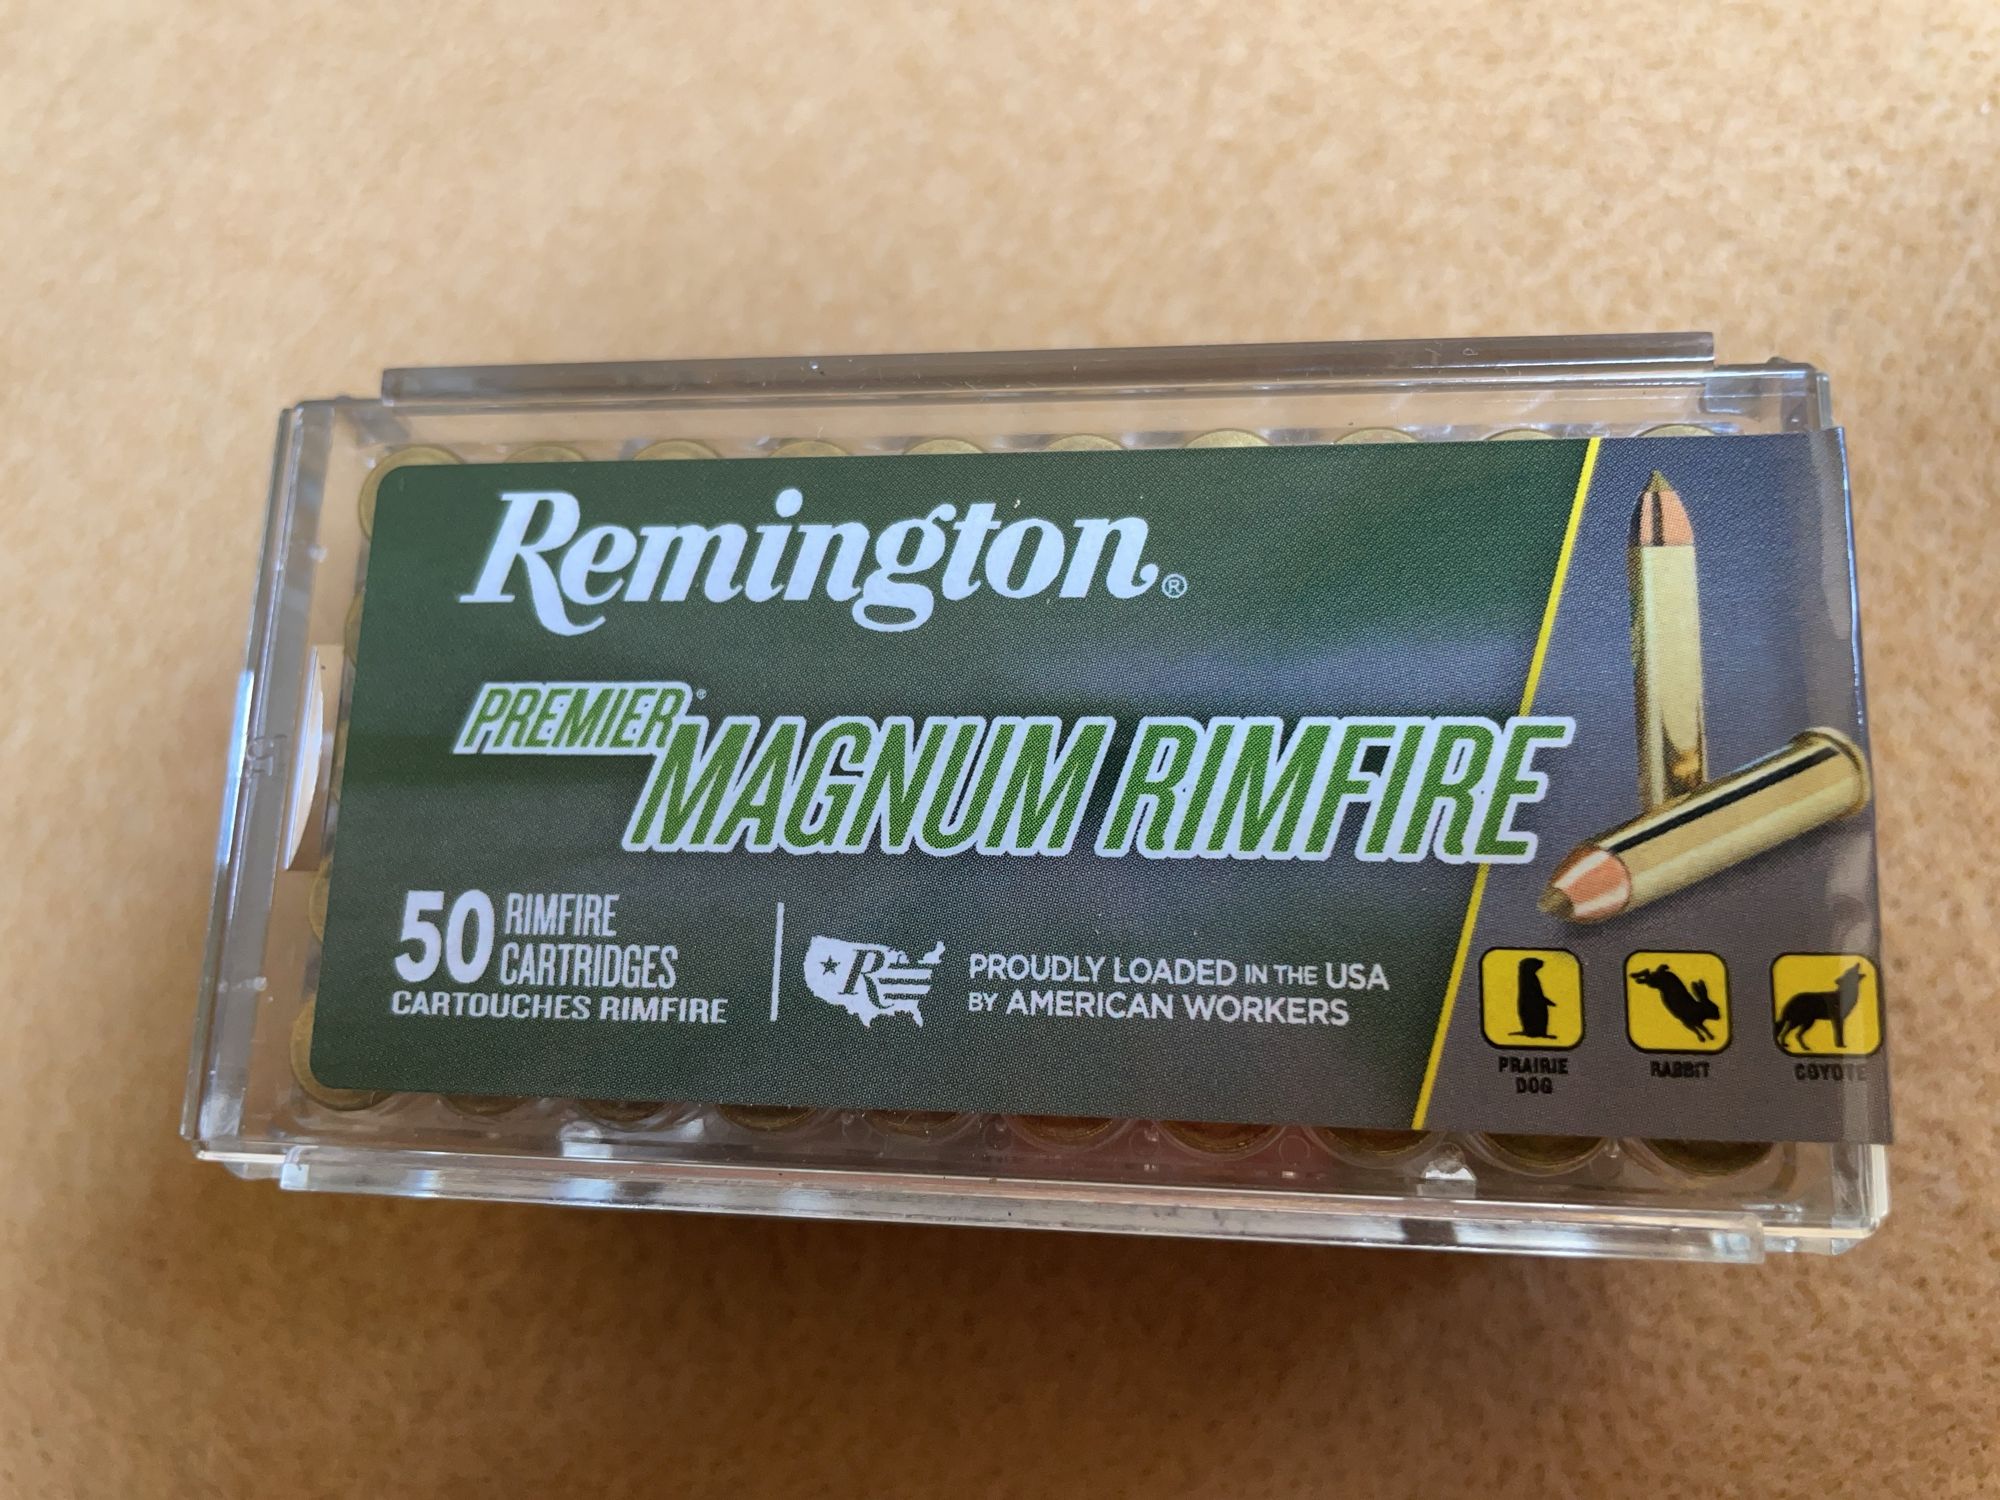 Remington®
PREMIER®
MAGNUM RIMFIRE
50 RIMFIRE
CARTRIDGES
CARTOUCHES RIMFIRE
R
PROUDLY LOADED IN THE USA
BY AMERICAN WORKERS
PRAIRIE
DOG
RABBIT
COYOTE